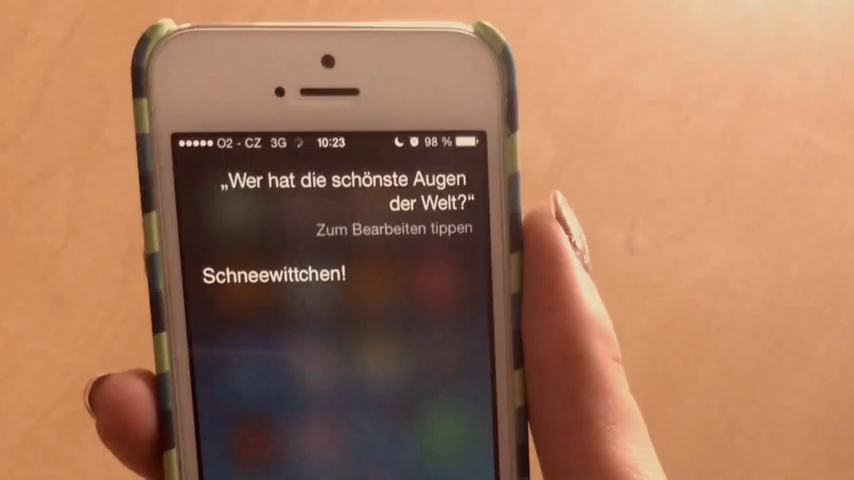 ●●●●● O2 - CZ 3G 10:23 98 %
„Wer hat die schönste Augen
der Welt?“
Zum Bearbeiten tippen
Schneewittchen!